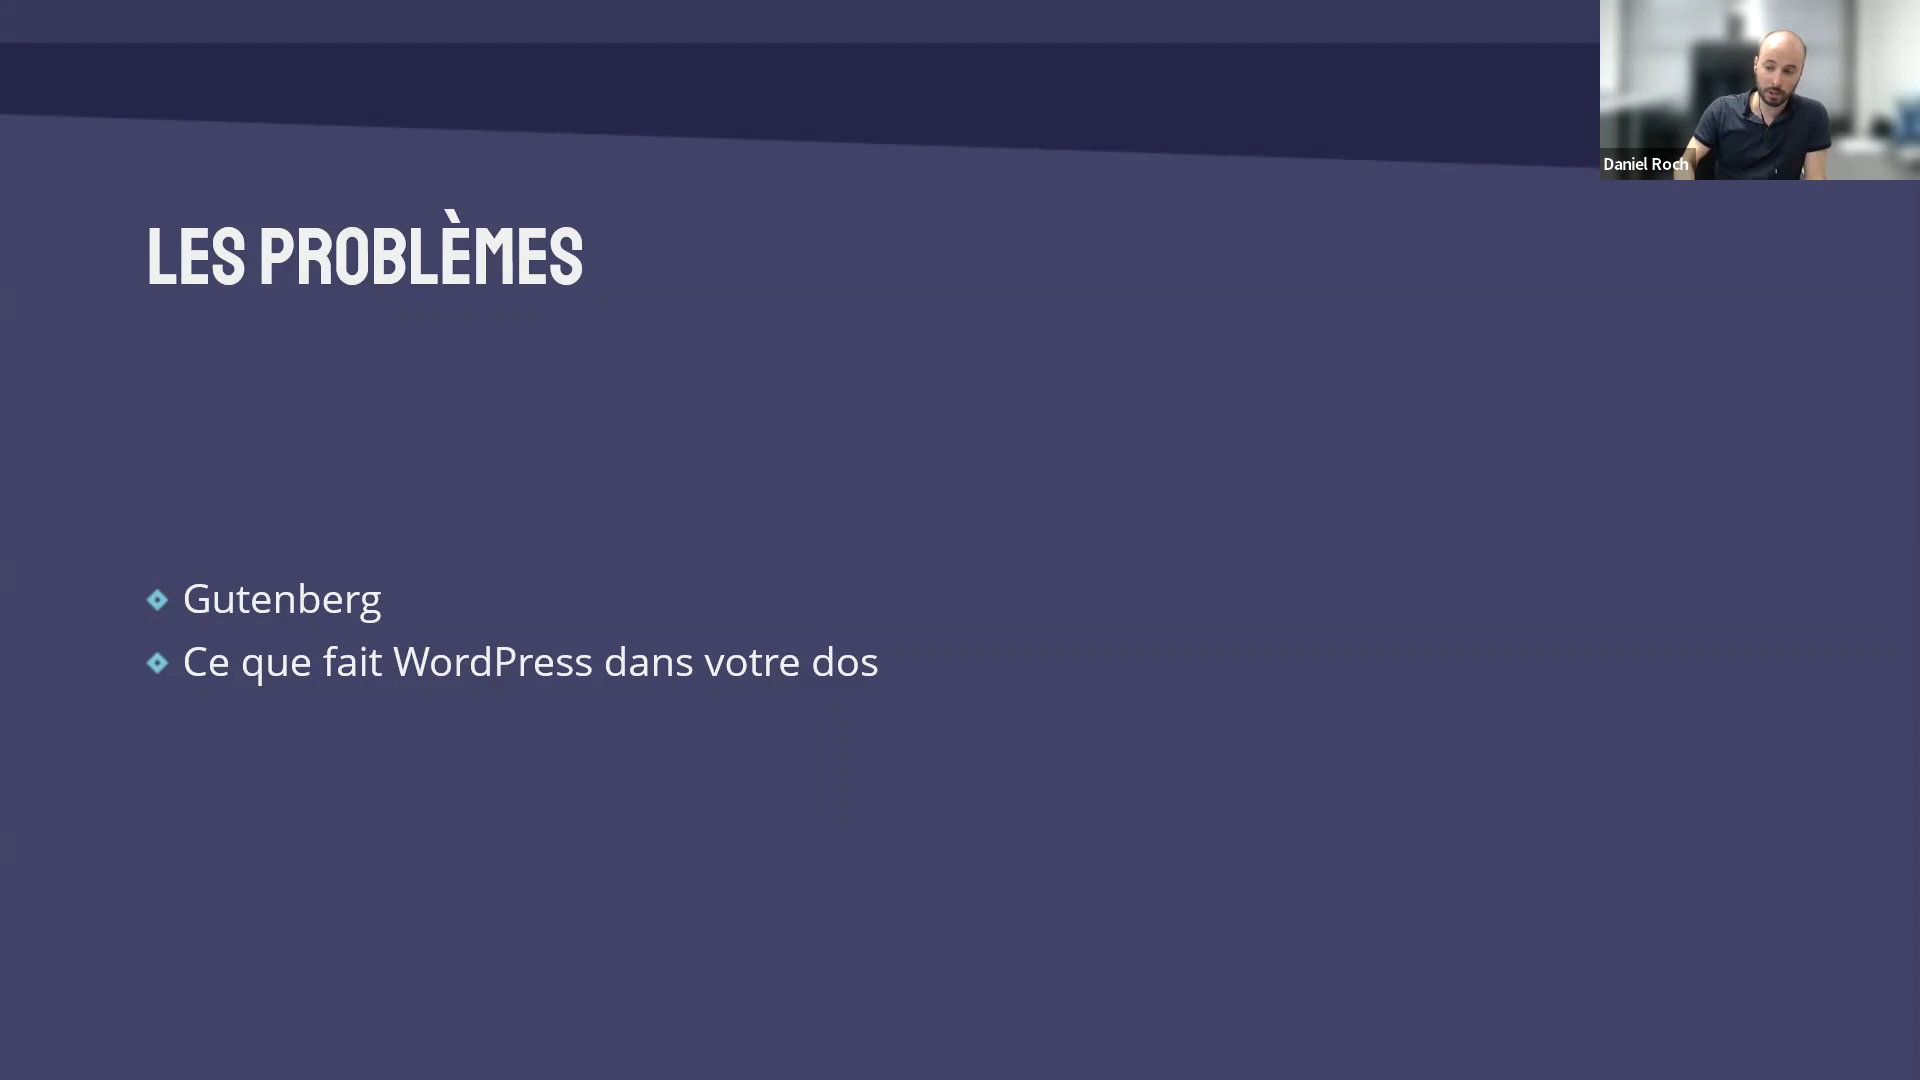 Daniel Roch
LES PROBLÈMES
Gutenberg
Ce que fait WordPress dans votre dos